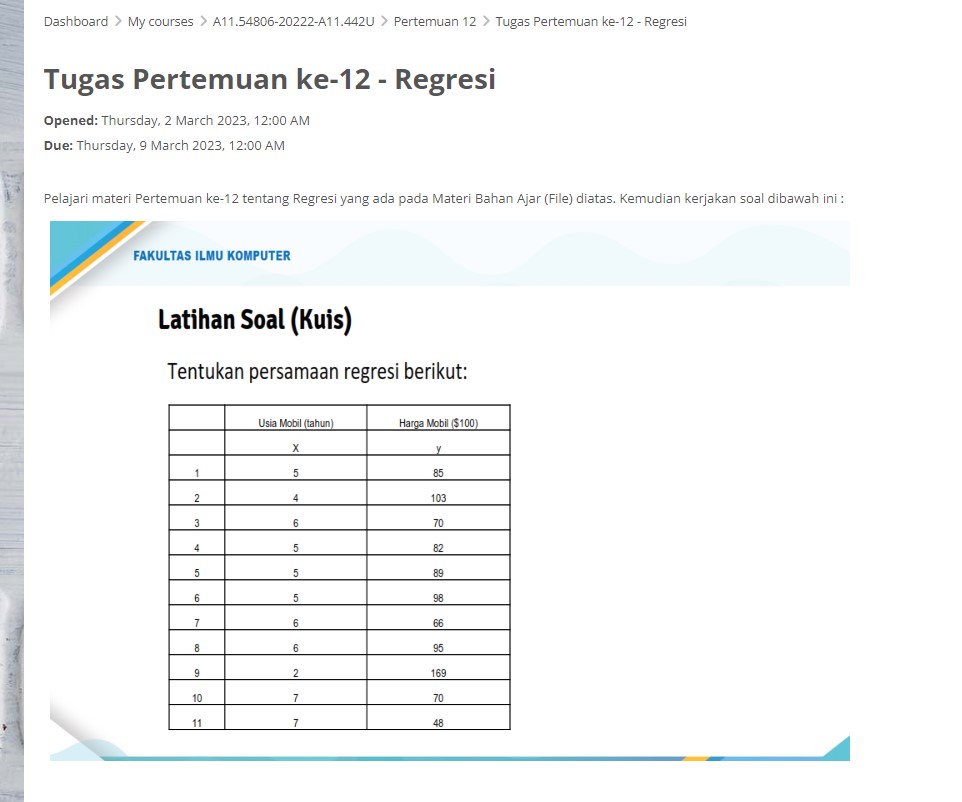 Dashboard > My courses > A11.54806-20222-A11.442U > Pertemuan 12 > Tugas Pertemuan ke-12 - Regresi
Tugas Pertemuan ke-12 - Regresi
Opened: Thursday, 2 March 2023, 12:00 AM
Due: Thursday, 9 March 2023, 12:00 AM
Pelajari materi Pertemuan ke-12 tentang Regresi yang ada pada Materi Bahan Ajar (File) diatas. Kemudian kerjakan soal dibawah ini :
FAKULTAS ILMU KOMPUTER
Latihan Soal (Kuis)
Tentukan persamaan regresi berikut:
Usia Mobil (tahun) Harga Mobil ($100)
X y
1 5 85
2 4 103
3 6 70
4 5 82
5 5 89
6 5 98
7 6 66
8 6 95
9 2 169
10 7 70
11 7 48